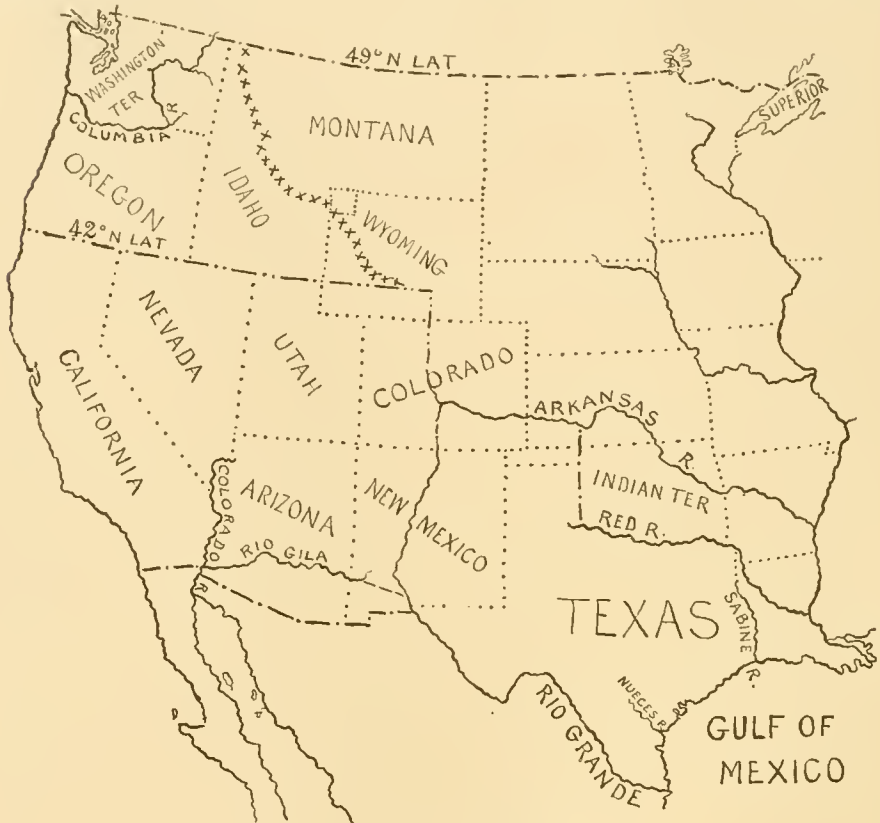 49° N LAT
SUPERIOR
WASHINGTON
TER
R.
COLUMBIA
MONTANA
OREGON
IDAHO
WYOMING
42° N LAT
NEVADA
UTAH
COLORADO
CALIFORNIA
ARKANSAS
R.
COLORADO
R
ARIZONA
NEW MEXICO
INDIAN TER
RED R.
RIO GILA
TEXAS
SABINE R.
NUECES R.
RIO GRANDE
GULF OF
MEXICO